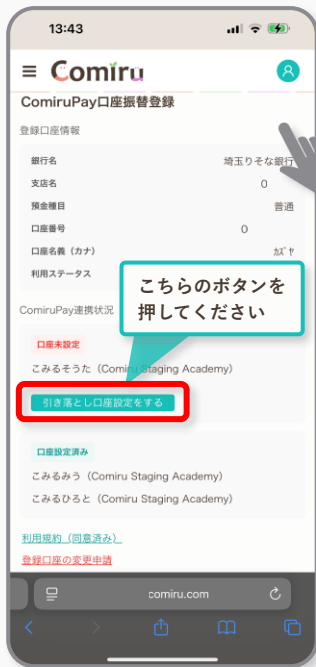 13:43
Comiru
ComiruPay口座振替登録
登録口座情報
銀行名 埼玉りそな銀行
支店名 0
預金種目 普通
口座番号 0
口座名義（カナ） カズヤ
利用ステータス
こちらのボタンを
押してください
ComiruPay連携状況
口座未設定
こみるそうた（Comiru Staging Academy）
引き落とし口座設定をする
口座設定済み
こみるみう（Comiru Staging Academy）
こみるひろと（Comiru Staging Academy）
利用規約（同意済み）
登録口座の変更申請
comiru.com